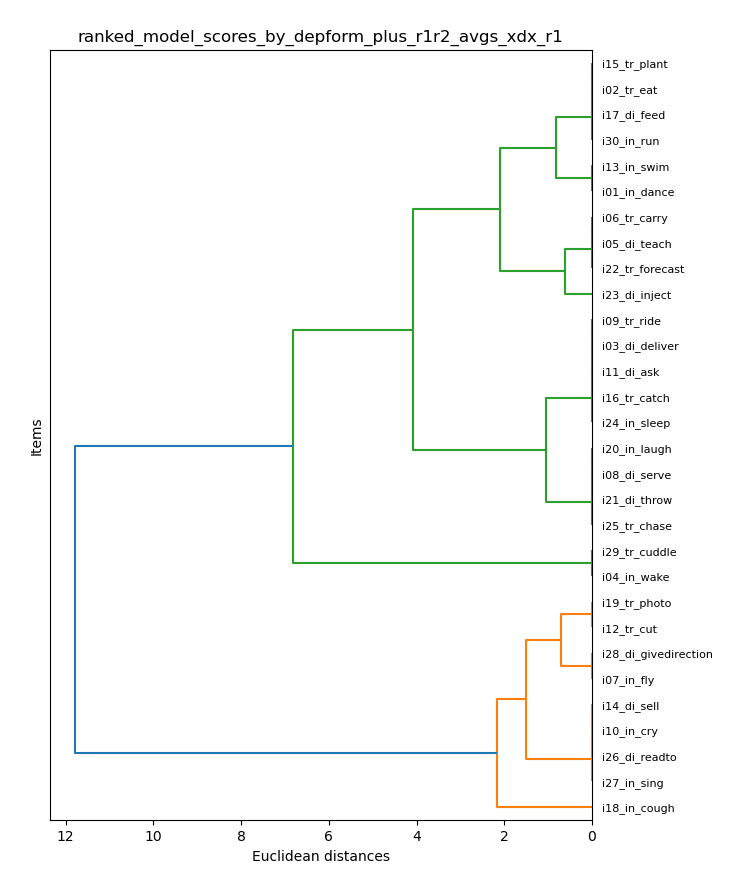 ranked_model_scores_by_depform_plus_r1r2_avgs_xdx_r1
i15_tr_plant
i02_tr_eat
i17_di_feed
i30_in_run
i13_in_swim
i01_in_dance
i06_tr_carry
i05_di_teach
i22_tr_forecast
i23_di_inject
i09_tr_ride
i03_di_deliver
i11_di_ask
i16_tr_catch
i24_in_sleep
i20_in_laugh
i08_di_serve
i21_di_throw
i25_tr_chase
i29_tr_cuddle
i04_in_wake
i19_tr_photo
i12_tr_cut
i28_di_givedirection
i07_in_fly
i14_di_sell
i10_in_cry
i26_di_readto
i27_in_sing
i18_in_cough
Items
12 10 8 6 4 2 0
Euclidean distances